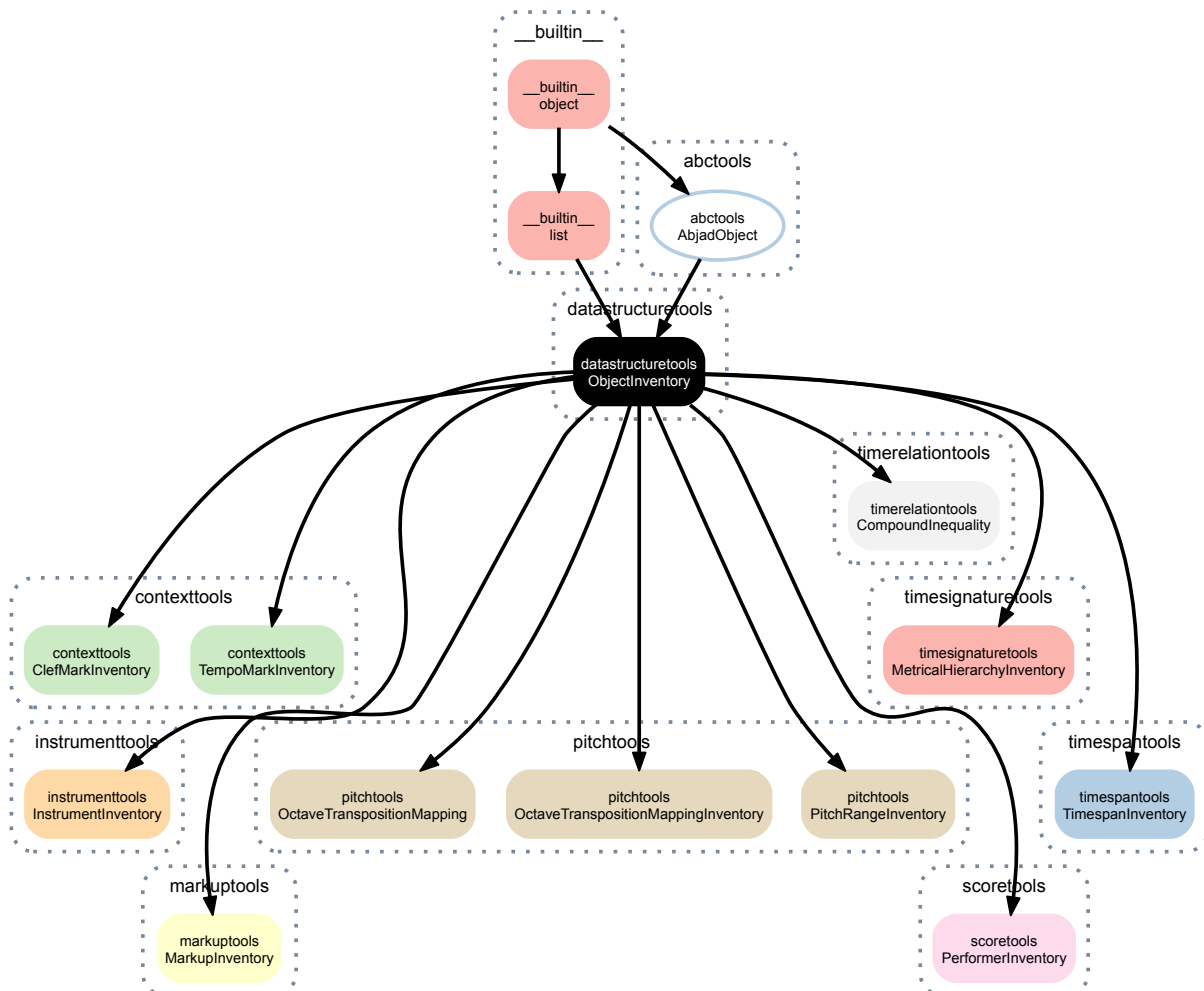 __builtin__
__builtin__
object
abctools
__builtin__
list
abctools
AbjadObject
datastructuretools
datastructuretools
ObjectInventory
timerelationtools
timerelationtools
CompoundInequality
contexttools
timesignaturetools
contexttools
ClefMarkInventory
contexttools
TempoMarkInventory
timesignaturetools
MetricalHierarchyInventory
instrumenttools
pitchtools
timespantools
instrumenttools
InstrumentInventory
pitchtools
OctaveTranspositionMapping
pitchtools
OctaveTranspositionMappingInventory
pitchtools
PitchRangeInventory
timespantools
TimespanInventory
markuptools
scoretools
markuptools
MarkupInventory
scoretools
PerformerInventory